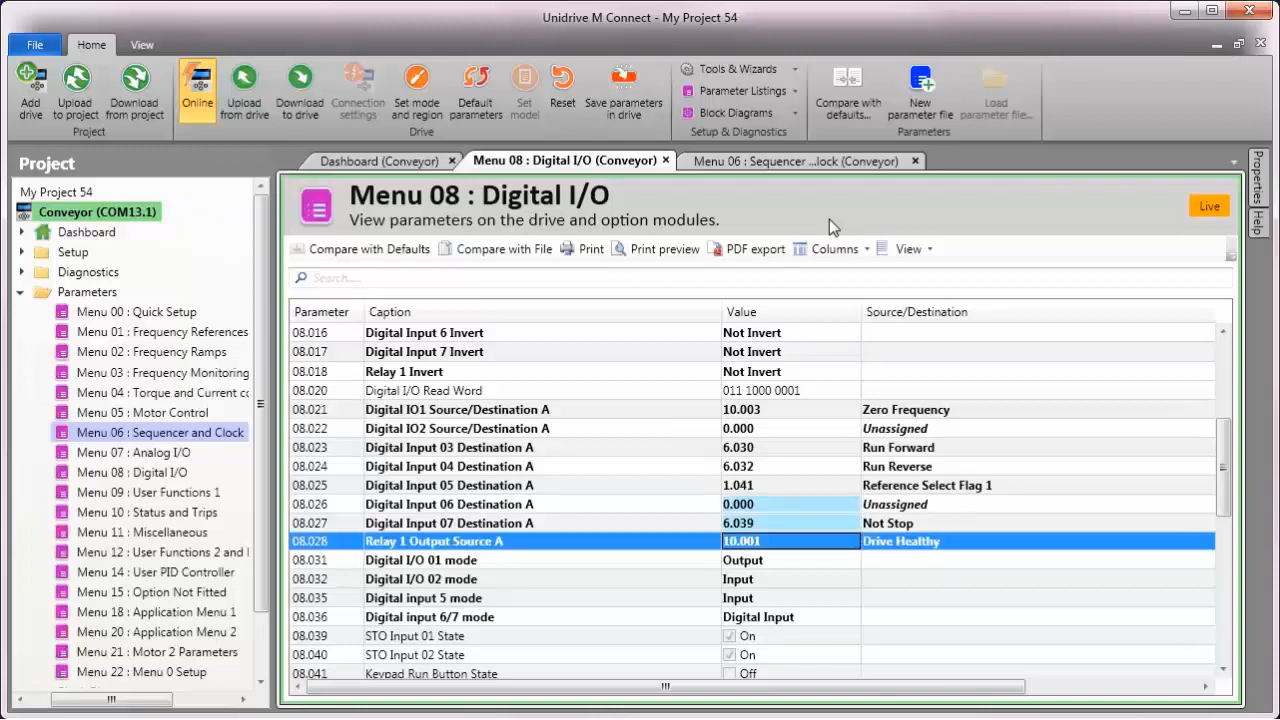 Unidrive M Connect - My Project 54
File
Home
View
Add drive
Upload to project
Download from project
Project
Online
Upload from drive
Download to drive
Connection settings
Set mode and region
Default parameters
Set model
Reset
Save parameters in drive
Drive
Tools & Wizards
Parameter Listings
Block Diagrams
Setup & Diagnostics
Compare with defaults...
New parameter file
Load parameter file...
Parameters
Project
My Project 54
Conveyor (COM13.1)
Dashboard
Setup
Diagnostics
Parameters
Menu 00 : Quick Setup
Menu 01 : Frequency References
Menu 02 : Frequency Ramps
Menu 03 : Frequency Monitoring
Menu 04 : Torque and Current co
Menu 05 : Motor Control
Menu 06 : Sequencer and Clock
Menu 07 : Analog I/O
Menu 08 : Digital I/O
Menu 09 : User Functions 1
Menu 10 : Status and Trips
Menu 11 : Miscellaneous
Menu 12 : User Functions 2 and
Menu 14 : User PID Controller
Menu 15 : Option Not Fitted
Menu 18 : Application Menu 1
Menu 20 : Application Menu 2
Menu 21 : Motor 2 Parameters
Menu 22 : Menu 0 Setup
Dashboard (Conveyor)
Menu 08 : Digital I/O (Conveyor)
Menu 06 : Sequencer ...lock (Conveyor)
Menu 08 : Digital I/O
View parameters on the drive and option modules.
Live
Compare with Defaults Compare with File Print Print preview PDF export Columns View
Search.....
Parameter Caption Value Source/Destination
08.016 Digital Input 6 Invert Not Invert
08.017 Digital Input 7 Invert Not Invert
08.018 Relay 1 Invert Not Invert
08.020 Digital I/O Read Word 011 1000 0001
08.021 Digital IO1 Source/Destination A 10.003 Zero Frequency
08.022 Digital IO2 Source/Destination A 0.000 Unassigned
08.023 Digital Input 03 Destination A 6.030 Run Forward
08.024 Digital Input 04 Destination A 6.032 Run Reverse
08.025 Digital Input 05 Destination A 1.041 Reference Select Flag 1
08.026 Digital Input 06 Destination A 0.000 Unassigned
08.027 Digital Input 07 Destination A 6.039 Not Stop
08.028 Relay 1 Output Source A 10.001 Drive Healthy
08.031 Digital I/O 01 mode Output
08.032 Digital I/O 02 mode Input
08.035 Digital input 5 mode Input
08.036 Digital input 6/7 mode Digital Input
08.039 STO Input 01 State On
08.040 STO Input 02 State On
08.041 Keypad Run Button State Off
Properties
Help